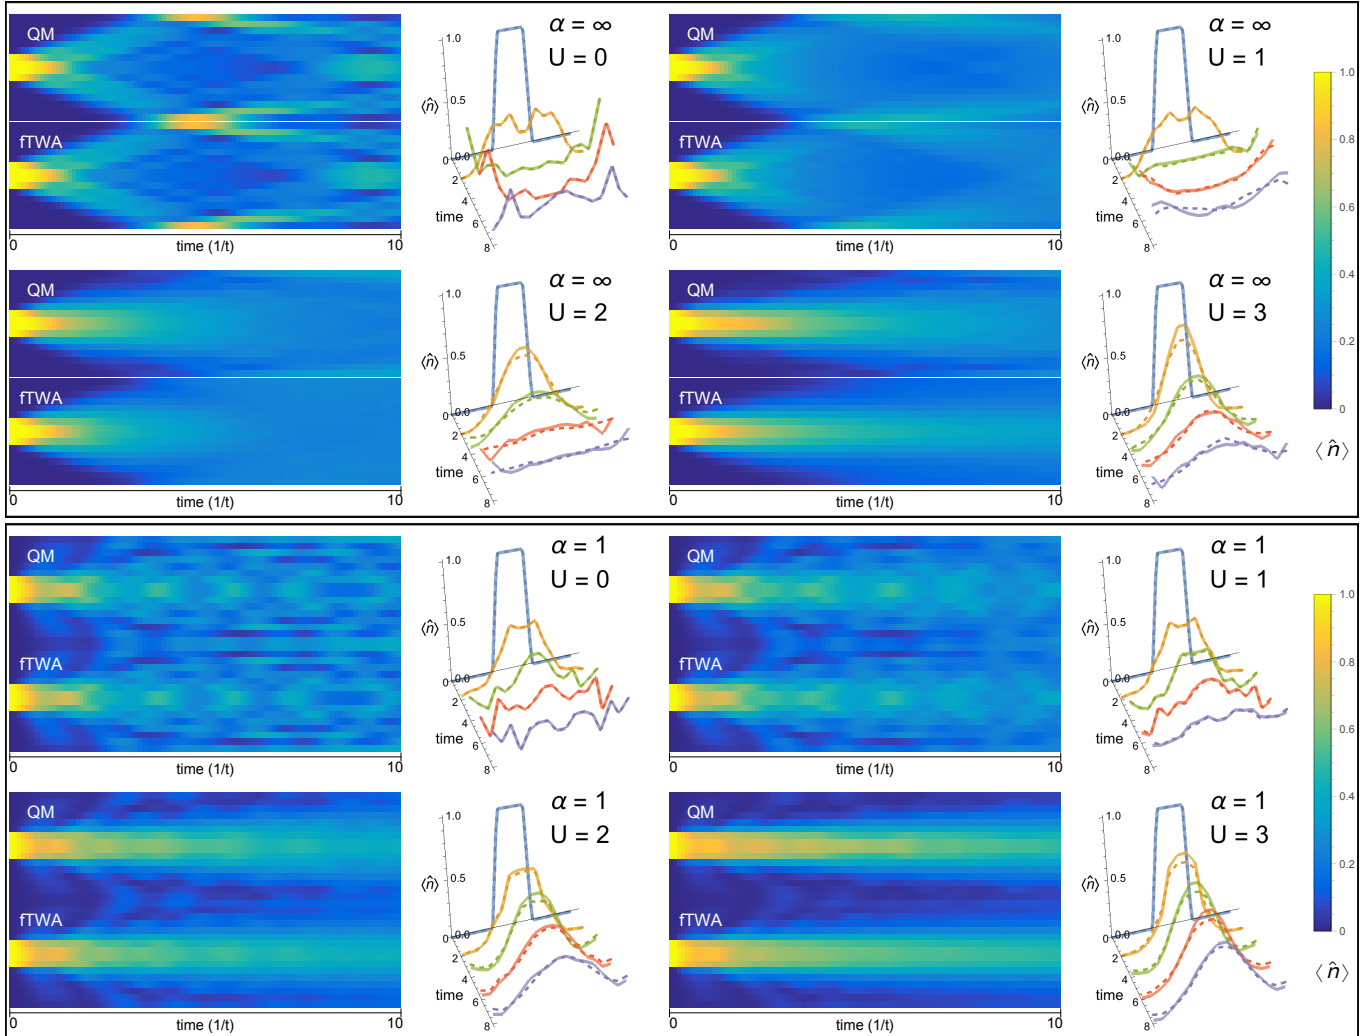 QM
fTWA
0
time (1/t)
10
1.0
0.5
⟨n̂⟩
0.0
0
2
4
6
8
time
α = ∞
U = 0
QM
fTWA
0
time (1/t)
10
1.0
0.5
⟨n̂⟩
0.0
0
2
4
6
8
time
α = ∞
U = 1
QM
fTWA
0
time (1/t)
10
1.0
0.5
⟨n̂⟩
0.0
0
2
4
6
8
time
α = ∞
U = 2
QM
fTWA
0
time (1/t)
10
1.0
0.5
⟨n̂⟩
0.0
0
2
4
6
8
time
α = ∞
U = 3
1.0
0.8
0.6
0.4
0.2
0
⟨n̂⟩
QM
fTWA
0
time (1/t)
10
1.0
0.5
⟨n̂⟩
0.0
0
2
4
6
8
time
α = 1
U = 0
QM
fTWA
0
time (1/t)
10
1.0
0.5
⟨n̂⟩
0.0
0
2
4
6
8
time
α = 1
U = 1
QM
fTWA
0
time (1/t)
10
1.0
0.5
⟨n̂⟩
0.0
0
2
4
6
8
time
α = 1
U = 2
QM
fTWA
0
time (1/t)
10
1.0
0.5
⟨n̂⟩
0.0
0
2
4
6
8
time
α = 1
U = 3
1.0
0.8
0.6
0.4
0.2
0
⟨n̂⟩